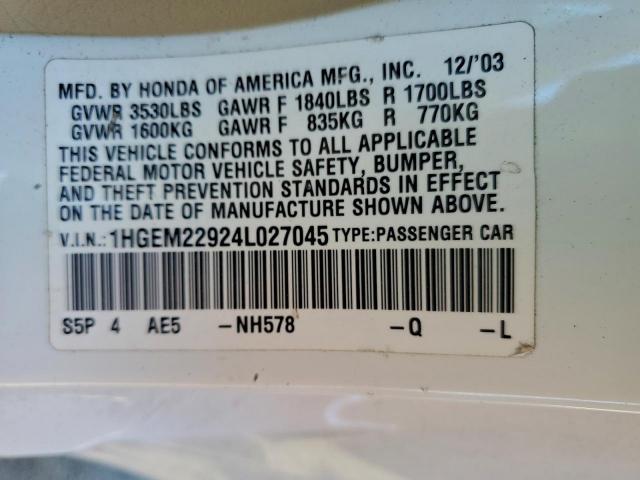 MFD. BY HONDA OF AMERICA MFG., INC. 12/'03
GVWR 3530LBS GAWR F 1840LBS R 1700LBS
GVWR 1600KG GAWR F 835KG R 770KG
THIS VEHICLE CONFORMS TO ALL APPLICABLE
FEDERAL MOTOR VEHICLE SAFETY, BUMPER,
AND THEFT PREVENTION STANDARDS IN EFFECT
ON THE DATE OF MANUFACTURE SHOWN ABOVE.
V.I.N.:1HGEM22924L027045 TYPE:PASSENGER CAR
S5P 4 AE5 -NH578 -Q -L